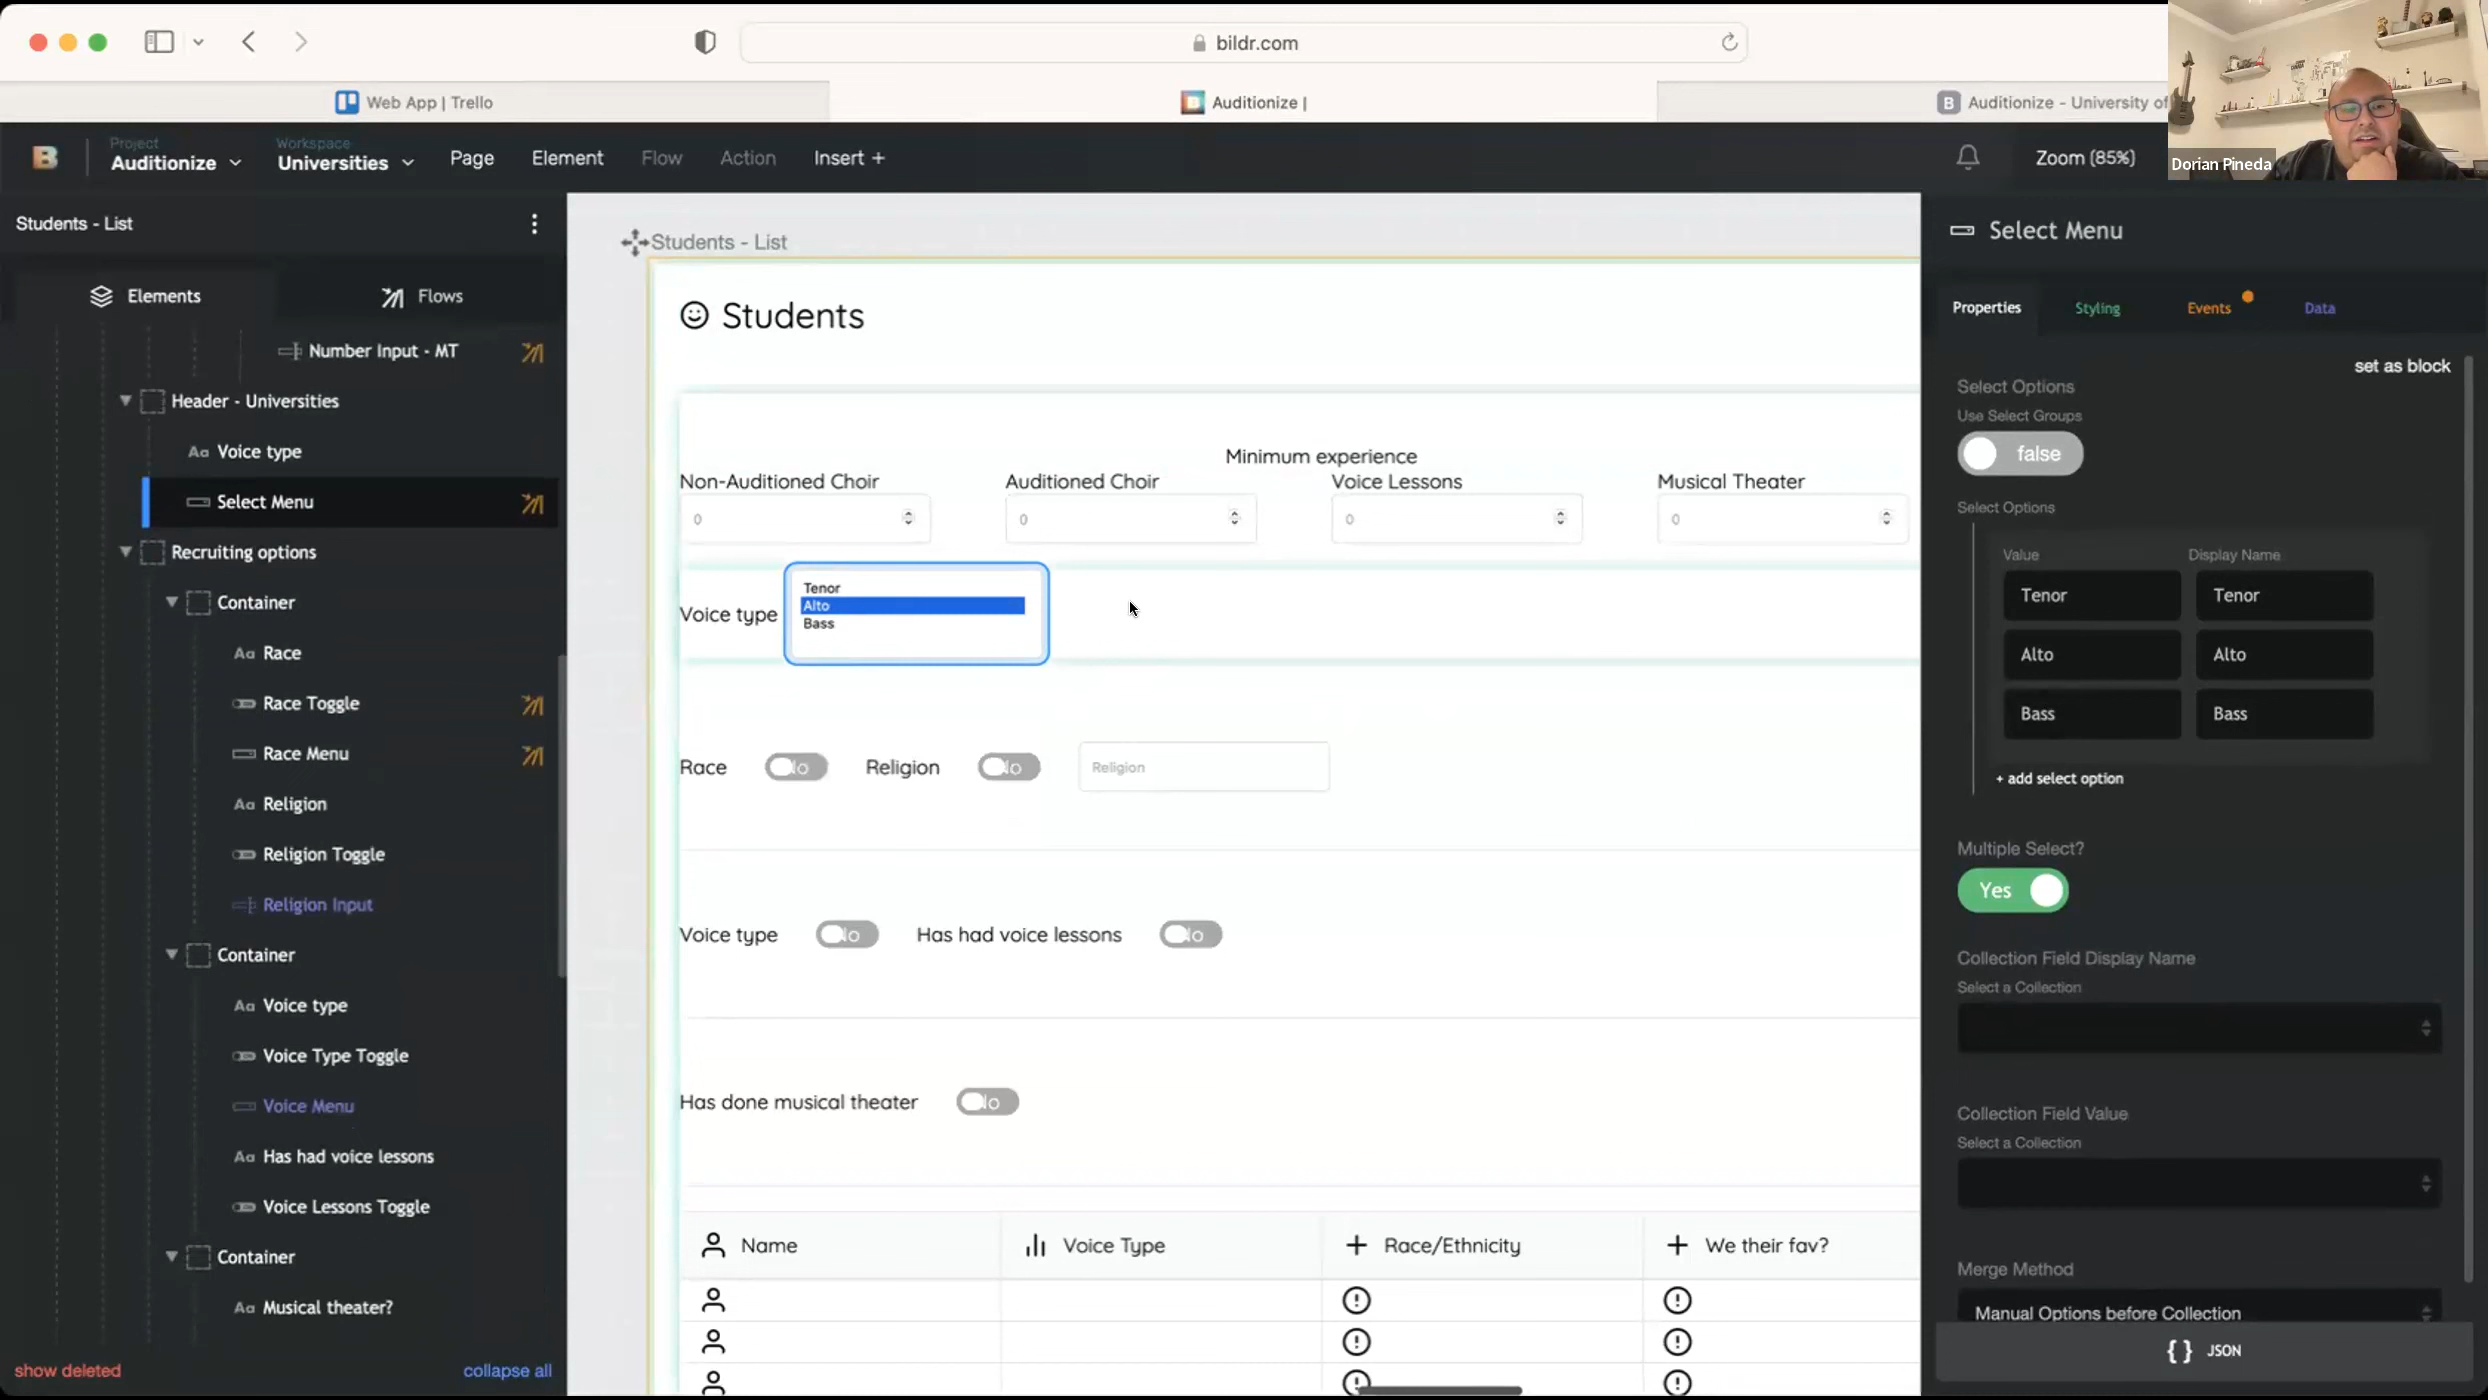 bildr.com
Web App | Trello
Auditionize |
B Auditionize - University of
Dorian Pineda
B
Project
Auditionize
Workspace
Universities
Page
Element
Flow
Action
Insert +
Zoom (85%)
Students - List
Elements
Flows
Number Input - MT
Header - Universities
Aa Voice type
Select Menu
Recruiting options
Container
Aa Race
Race Toggle
Race Menu
Aa Religion
Religion Toggle
Religion Input
Container
Aa Voice type
Voice Type Toggle
Voice Menu
Aa Has had voice lessons
Voice Lessons Toggle
Container
Aa Musical theater?
show deleted
collapse all
Students - List
Students
Minimum experience
Non-Auditioned Choir
Auditioned Choir
Voice Lessons
Musical Theater
0
0
0
0
Voice type
Tenor
Alto
Bass
Race
No
Religion
No
Religion
Voice type
No
Has had voice lessons
No
Has done musical theater
No
Name
Voice Type
Race/Ethnicity
We their fav?
Select Menu
Properties
Styling
Events
Data
set as block
Select Options
Use Select Groups
false
Select Options
Value
Display Name
Tenor
Tenor
Alto
Alto
Bass
Bass
+ add select option
Multiple Select?
Yes
Collection Field Display Name
Select a Collection
Collection Field Value
Select a Collection
Merge Method
Manual Options before Collection
{ } JSON